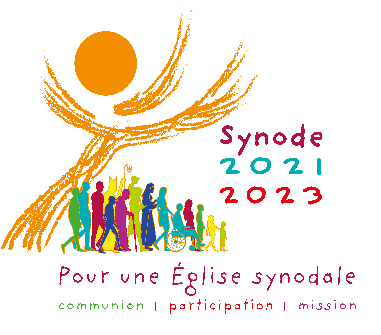 Synode
2021
2023
Pour une Église synodale
communion | participation | mission